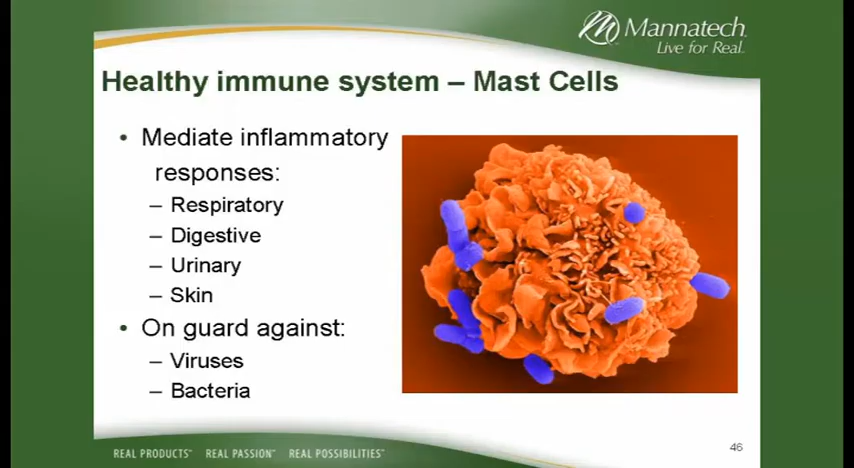 Mannatech
Live for Real
Healthy immune system – Mast Cells
• Mediate inflammatory
responses:
– Respiratory
– Digestive
– Urinary
– Skin
• On guard against:
– Viruses
– Bacteria
46
REAL PRODUCTS™ REAL PASSION™ REAL POSSIBILITIES™